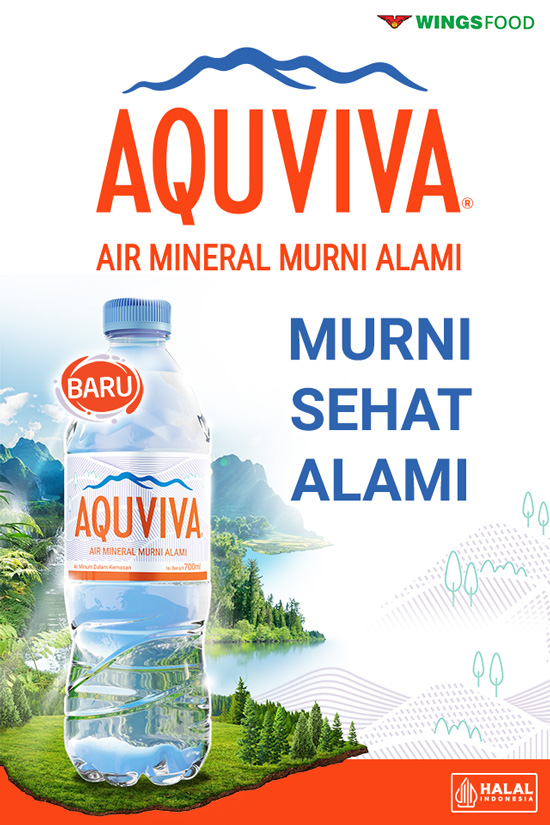 WINGSFOOD
AQUVIVA®
AIR MINERAL MURNI ALAMI
MURNI
SEHAT
ALAMI
BARU
AQUVIVA®
AIR MINERAL MURNI ALAMI
Air Minum Dalam Kemasan
Isi Bersih 700ml
HALAL
INDONESIA